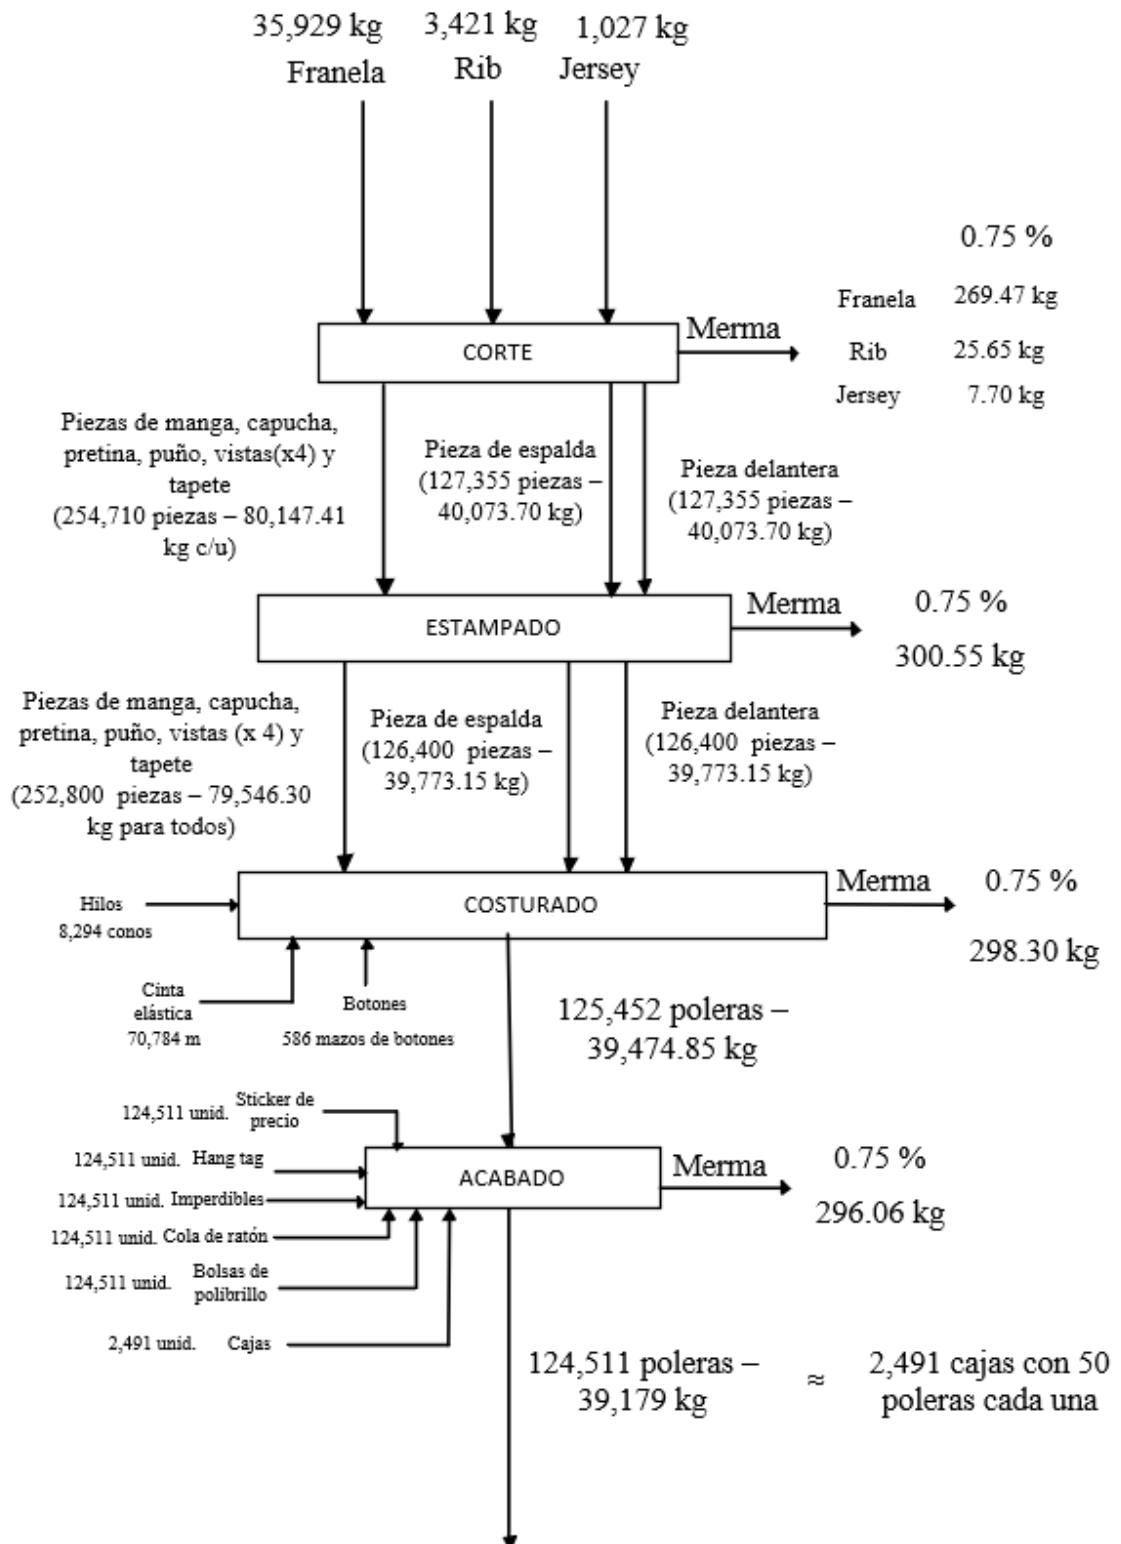 35,929 kg
Franela
3,421 kg
Rib
1,027 kg
Jersey
CORTE
Merma
0.75 %
Franela 269.47 kg
Rib 25.65 kg
Jersey 7.70 kg
Piezas de manga, capucha,
pretina, puño, vistas(x4) y
tapete
(254,710 piezas – 80,147.41
kg c/u)
Pieza de espalda
(127,355 piezas –
40,073.70 kg)
Pieza delantera
(127,355 piezas –
40,073.70 kg)
ESTAMPADO
Merma
0.75 %
300.55 kg
Piezas de manga, capucha,
pretina, puño, vistas (x 4) y
tapete
(252,800 piezas – 79,546.30
kg para todos)
Pieza de espalda
(126,400 piezas –
39,773.15 kg)
Pieza delantera
(126,400 piezas –
39,773.15 kg)
Hilos
8,294 conos
COSTURADO
Merma
0.75 %
298.30 kg
Cinta
elástica
70,784 m
Botones
586 mazos de botones
125,452 poleras –
39,474.85 kg
124,511 unid. Sticker de
precio
124,511 unid. Hang tag
124,511 unid. Imperdibles
124,511 unid. Cola de ratón
124,511 unid. Bolsas de
polibrillo
2,491 unid. Cajas
ACABADO
Merma
0.75 %
296.06 kg
124,511 poleras –
39,179 kg
≈
2,491 cajas con 50
poleras cada una